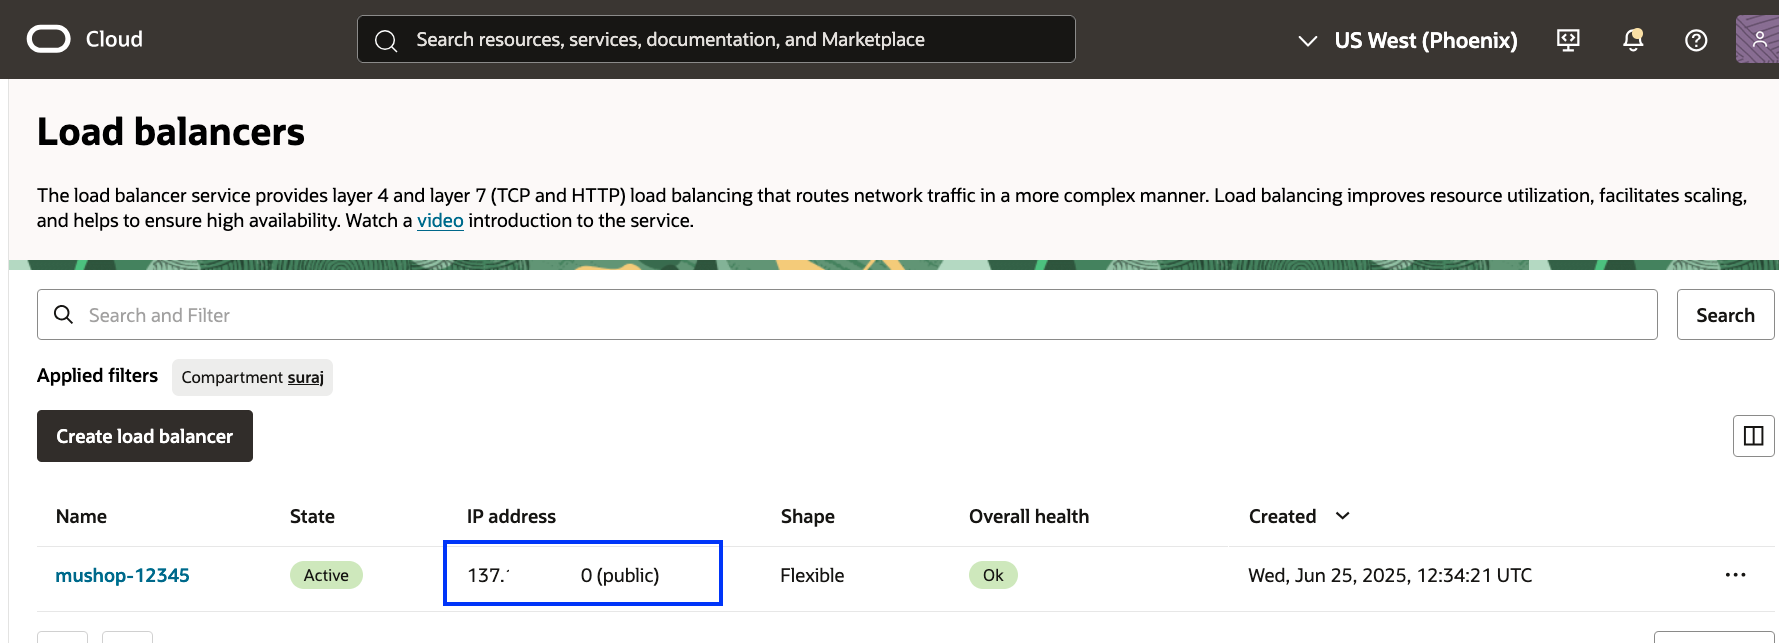 Cloud
Search resources, services, documentation, and Marketplace
US West (Phoenix)
Load balancers
The load balancer service provides layer 4 and layer 7 (TCP and HTTP) load balancing that routes network traffic in a more complex manner. Load balancing improves resource utilization, facilitates scaling,
and helps to ensure high availability. Watch a video introduction to the service.
Search and Filter
Search
Applied filters Compartment suraj
Create load balancer
Name State IP address Shape Overall health Created
mushop-12345 Active 137. 0 (public) Flexible Ok Wed, Jun 25, 2025, 12:34:21 UTC